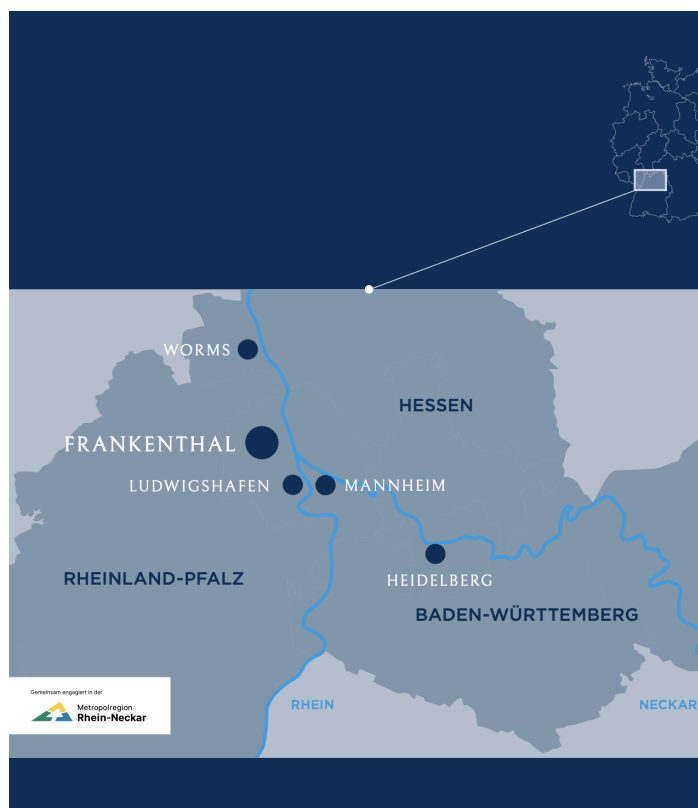 WORMS
HESSEN
FRANKENTHAL
LUDWIGSHAFEN
MANNHEIM
RHEINLAND-PFALZ
HEIDELBERG
BADEN-WÜRTTEMBERG
Gemeinsam engagiert in der
Metropolregion
Rhein-Neckar
RHEIN
NECKAR